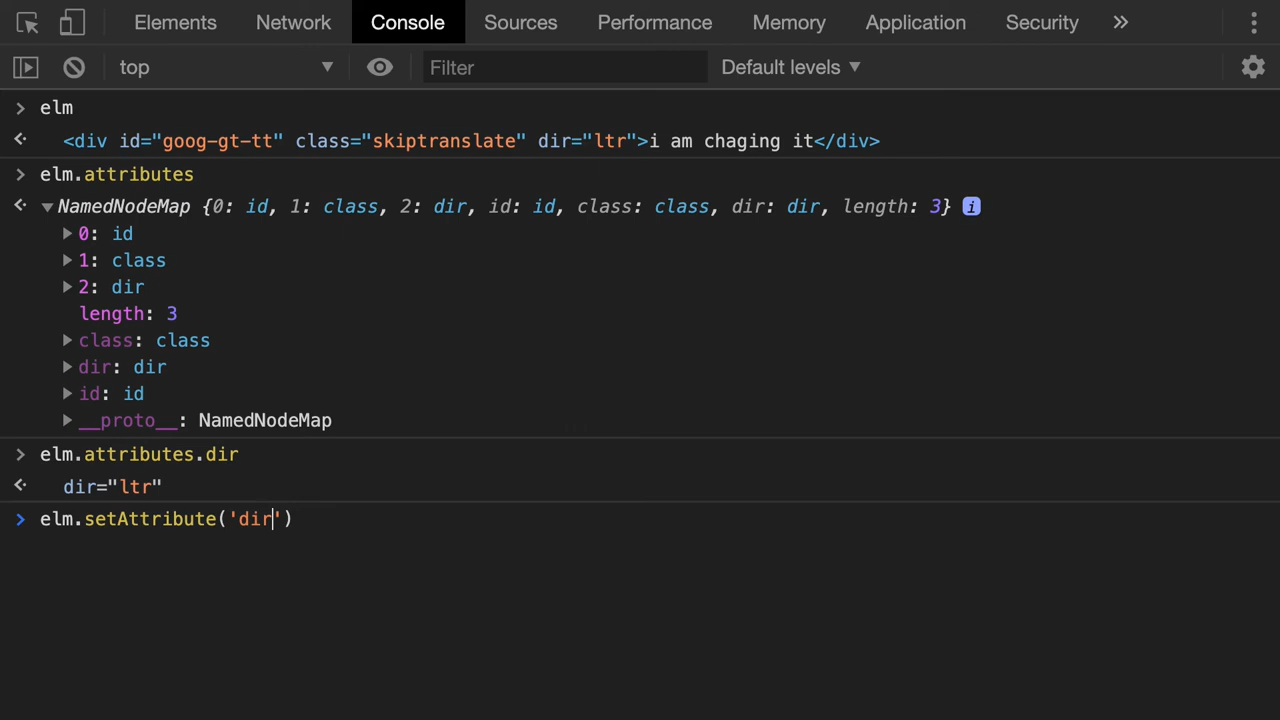 Elements Network Console Sources Performance Memory Application Security »
top ▼ Filter Default levels ▼
> elm
<div id="goog-gt-tt" class="skiptranslate" dir="ltr">i am chaging it</div>
> elm.attributes
▼NamedNodeMap {0: id, 1: class, 2: dir, id: id, class: class, dir: dir, length: 3} i
▶ 0: id
▶ 1: class
▶ 2: dir
length: 3
▶ class: class
▶ dir: dir
▶ id: id
▶ __proto__: NamedNodeMap
> elm.attributes.dir
dir="ltr"
> elm.setAttribute('dir')